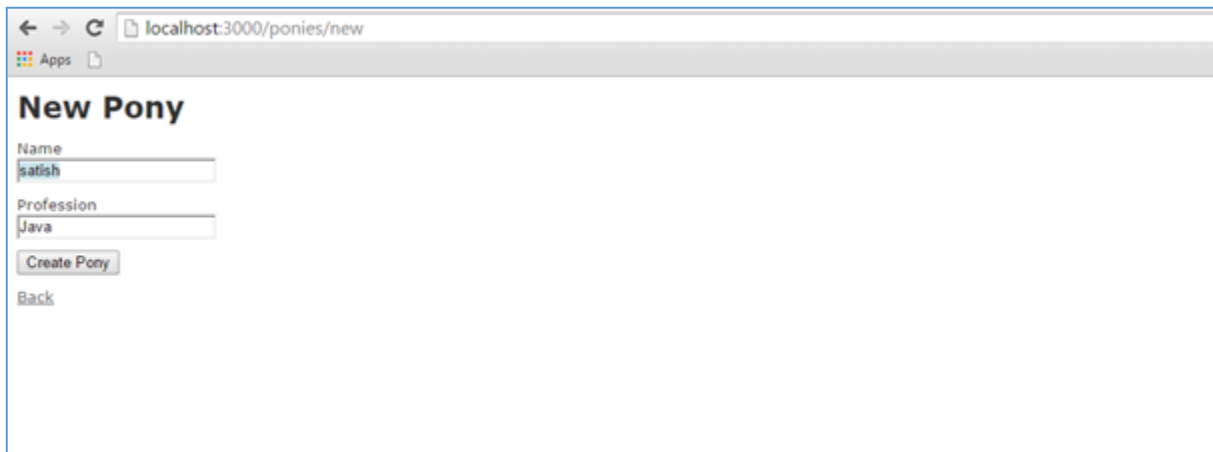 localhost:3000/ponies/new
Apps
New Pony
Name
satish
Profession
Java
Create Pony
Back